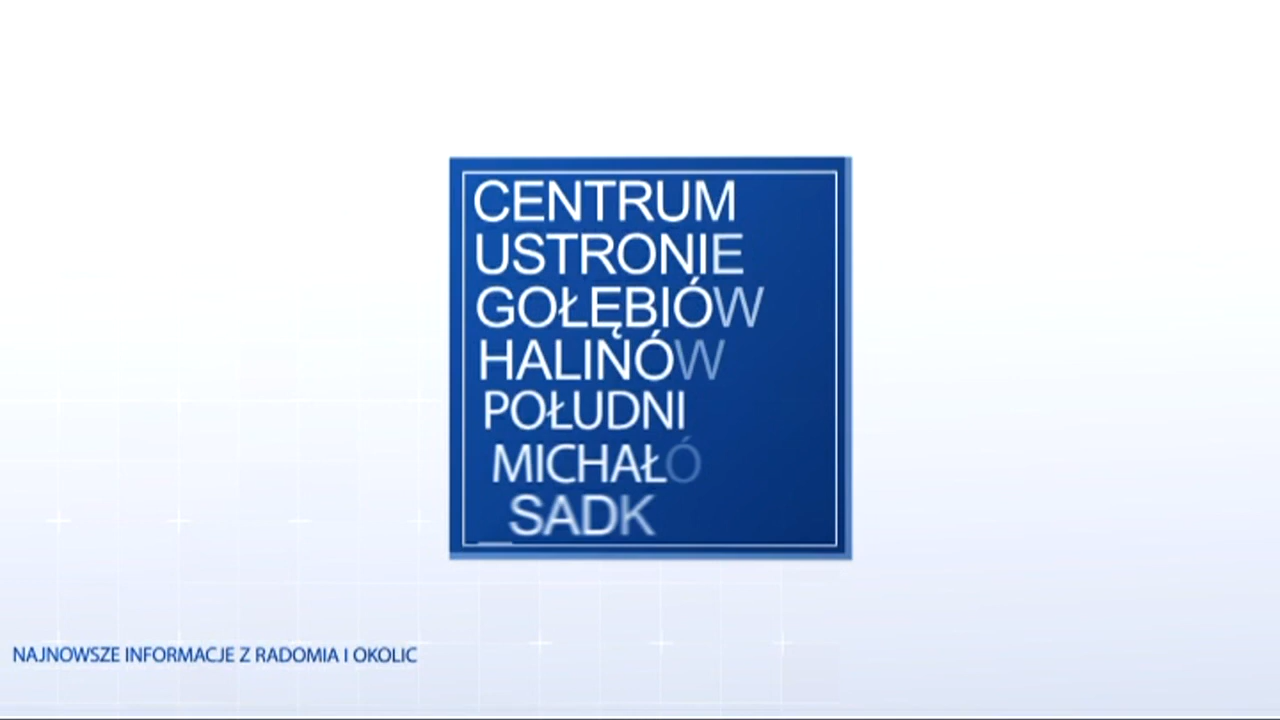 CENTRUM
USTRONIE
GOŁĘBIÓW
HALINÓW
POŁUDNI
MICHAŁÓ
SADK
NAJNOWSZE INFORMACJE Z RADOMIA I OKOLIC